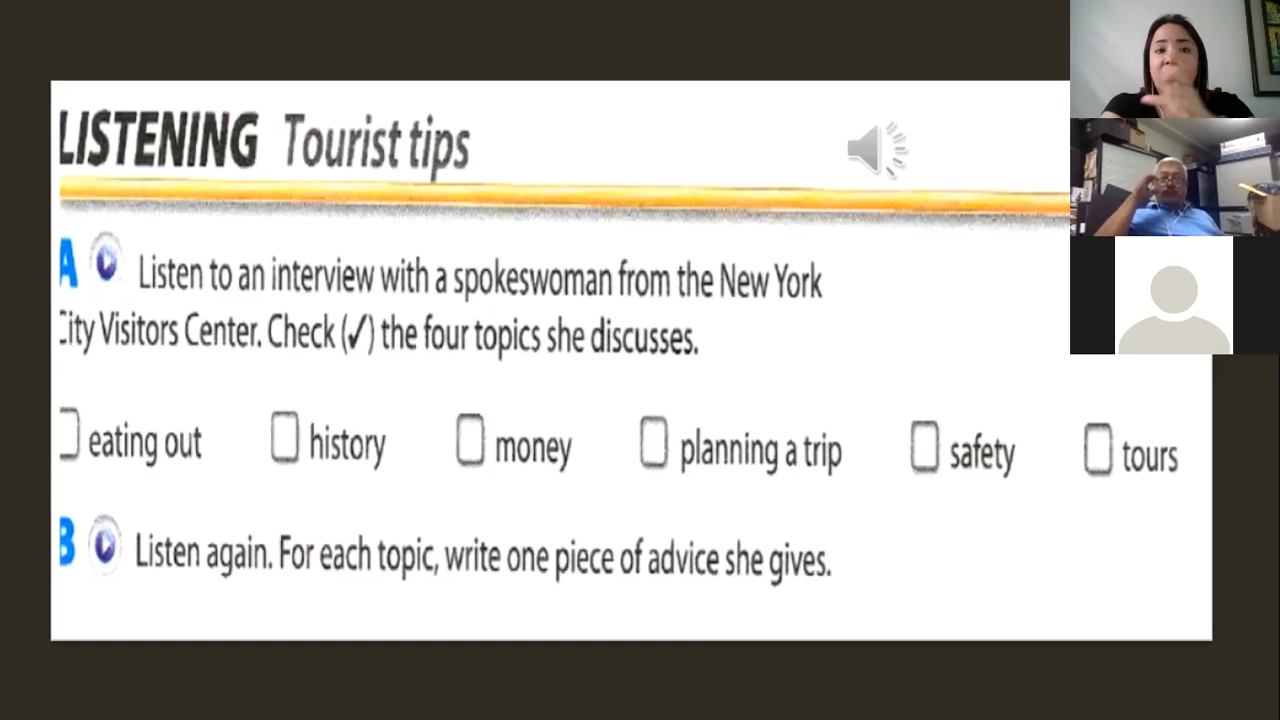 LISTENING Tourist tips
A Listen to an interview with a spokeswoman from the New York
City Visitors Center. Check (✓) the four topics she discusses.
eating out history money planning a trip safety tours
B Listen again. For each topic, write one piece of advice she gives.